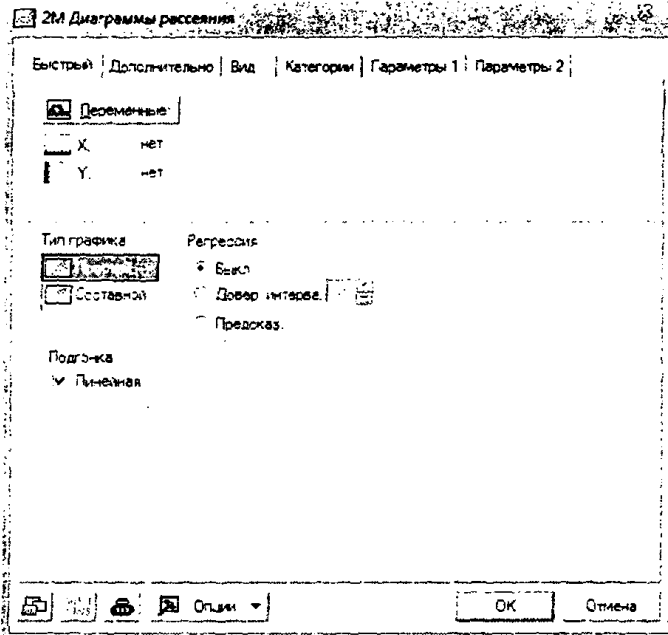 2М Диаграммы рассеяния
Быстрый Дополнительно Вид Категории Параметры 1 Параметры 2
Переменные:
X: нет
Y: нет
Тип графика Регрессия
Выкл
Составной Довер. интерва.
Предсказ.
Подгонка
Линейная
Опции OK Отмена